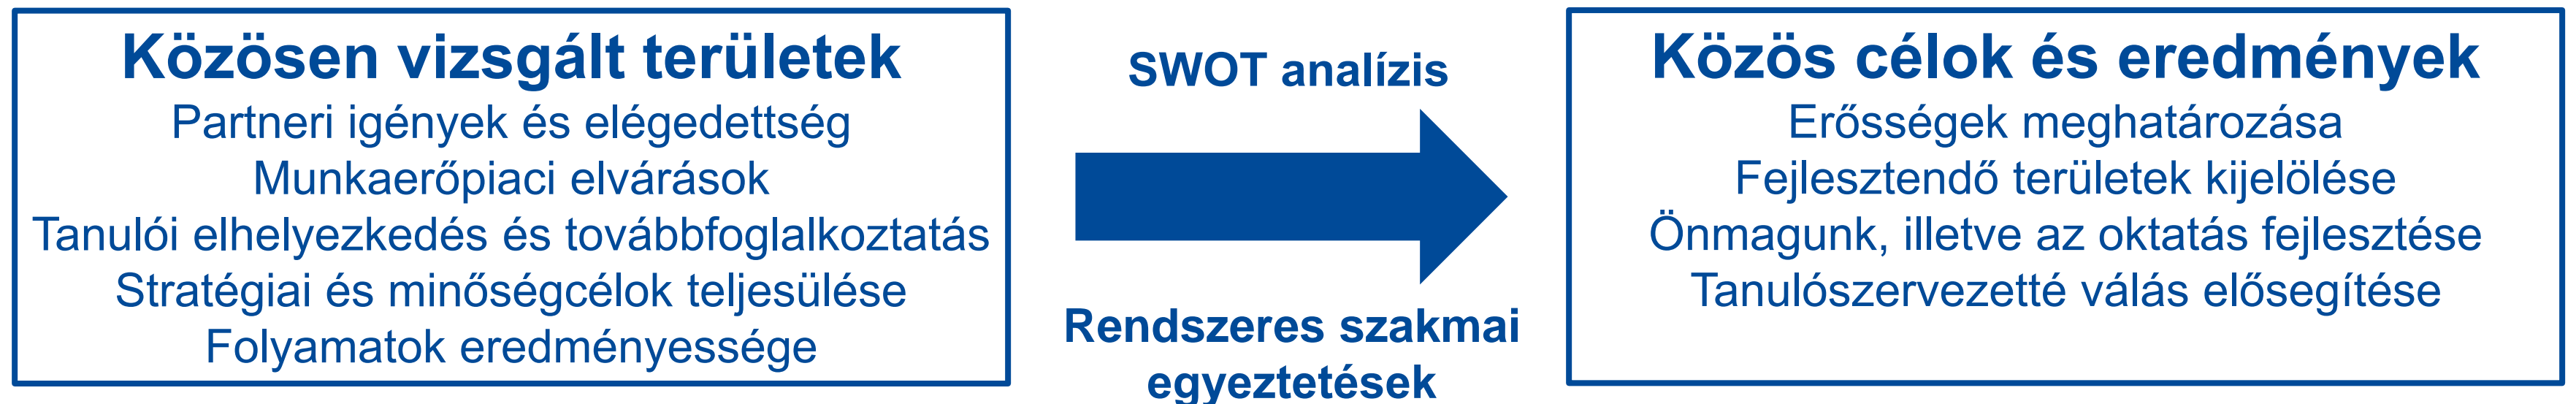 Közösen vizsgált területek
Partneri igények és elégedettség
Munkaerőpiaci elvárások
Tanulói elhelyezkedés és továbbfoglalkoztatás
Stratégiai és minőségcélok teljesülése
Folyamatok eredményessége
SWOT analízis
Rendszeres szakmai
egyeztetések
Közös célok és eredmények
Erősségek meghatározása
Fejlesztendő területek kijelölése
Önmagunk, illetve az oktatás fejlesztése
Tanulószervezetté válás elősegítése